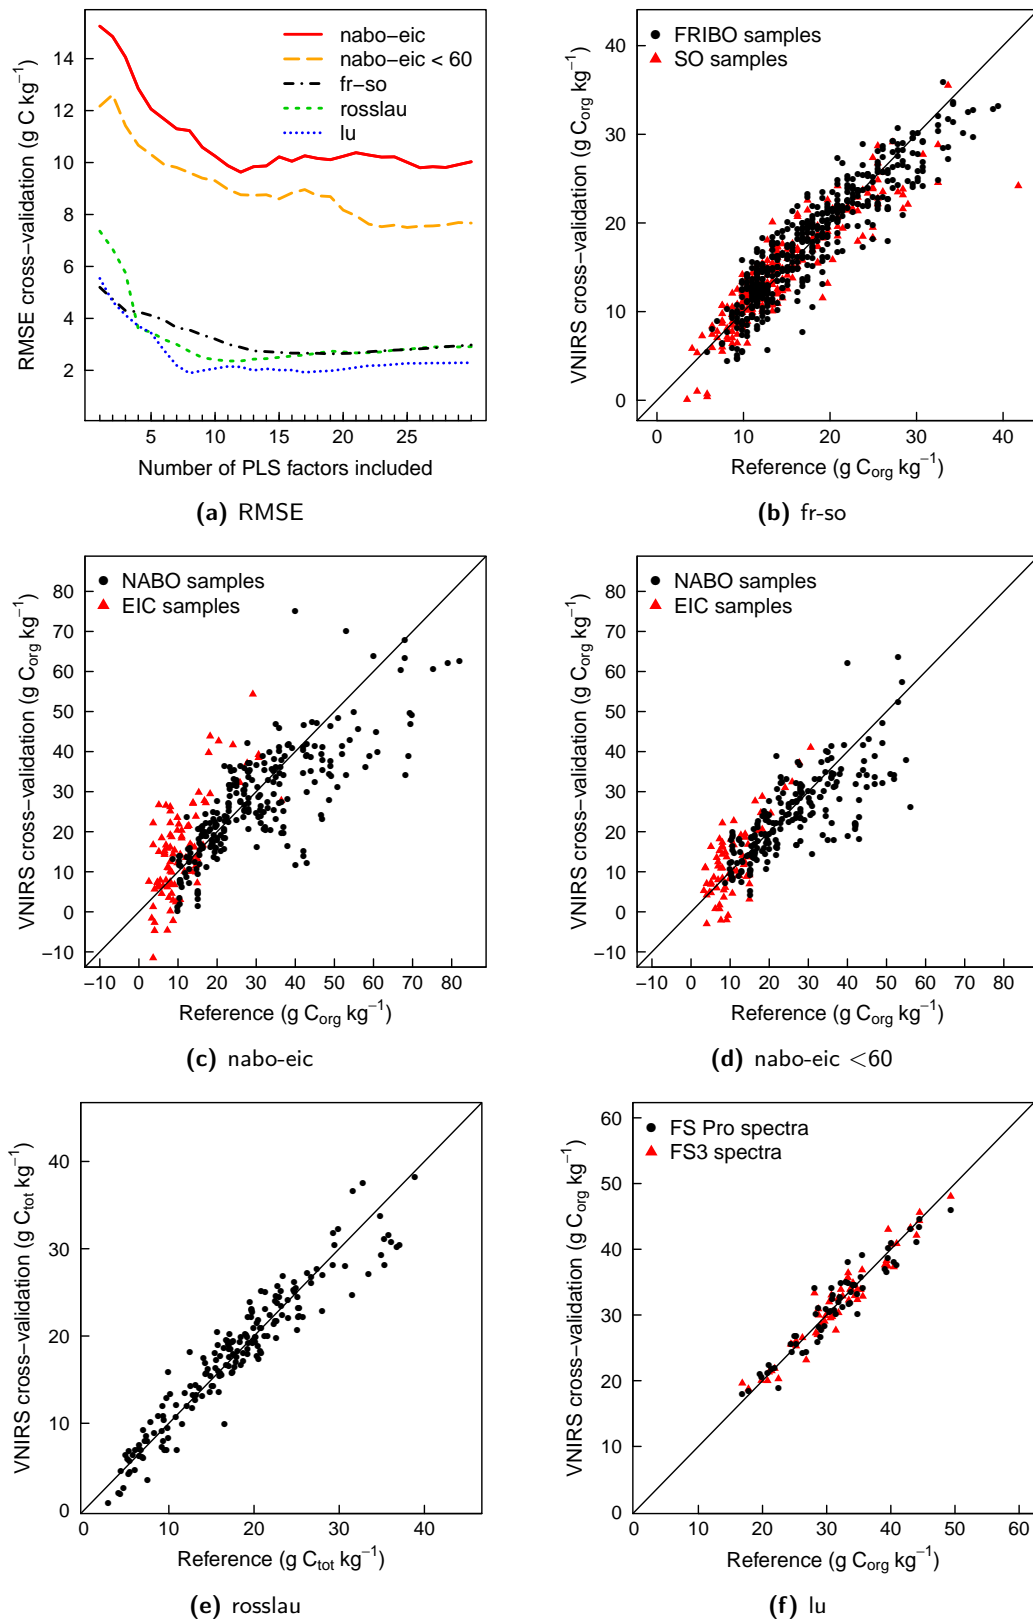 RMSE cross−validation (g C kg−1)
14
12
10
8
6
4
2
nabo−eic
nabo−eic < 60
fr−so
rosslau
lu
5 10 15 20 25
Number of PLS factors included
(a) RMSE
VNIRS cross−validation (g Corg kg−1)
40
30
20
10
0
FRIBO samples
SO samples
0 10 20 30 40
Reference (g Corg kg−1)
(b) fr-so
VNIRS cross−validation (g Corg kg−1)
80
70
60
50
40
30
20
10
0
−10
NABO samples
EIC samples
−10 0 10 20 30 40 50 60 70 80
Reference (g Corg kg−1)
(c) nabo-eic
VNIRS cross−validation (g Corg kg−1)
80
70
60
50
40
30
20
10
0
−10
NABO samples
EIC samples
−10 0 10 20 30 40 50 60 70 80
Reference (g Corg kg−1)
(d) nabo-eic <60
VNIRS cross−validation (g Ctot kg−1)
40
30
20
10
0
0 10 20 30 40
Reference (g Ctot kg−1)
(e) rosslau
VNIRS cross−validation (g Corg kg−1)
60
50
40
30
20
10
0
FS Pro spectra
FS3 spectra
0 10 20 30 40 50 60
Reference (g Corg kg−1)
(f) lu